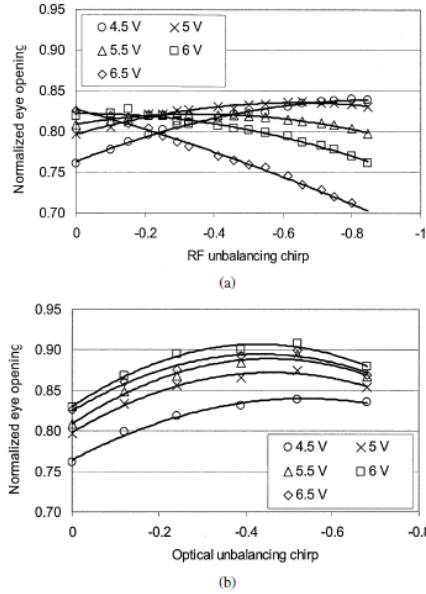 0.95
0.90
0.85
0.80
0.75
0.70
Normalized eye opening
4.5 V 5 V
5.5 V 6 V
6.5 V
0 -0.2 -0.4 -0.6 -0.8 -1
RF unbalancing chirp
(a)
0.95
0.90
0.85
0.80
0.75
0.70
Normalized eye opening
4.5 V 5 V
5.5 V 6 V
6.5 V
0 -0.2 -0.4 -0.6 -0.8
Optical unbalancing chirp
(b)